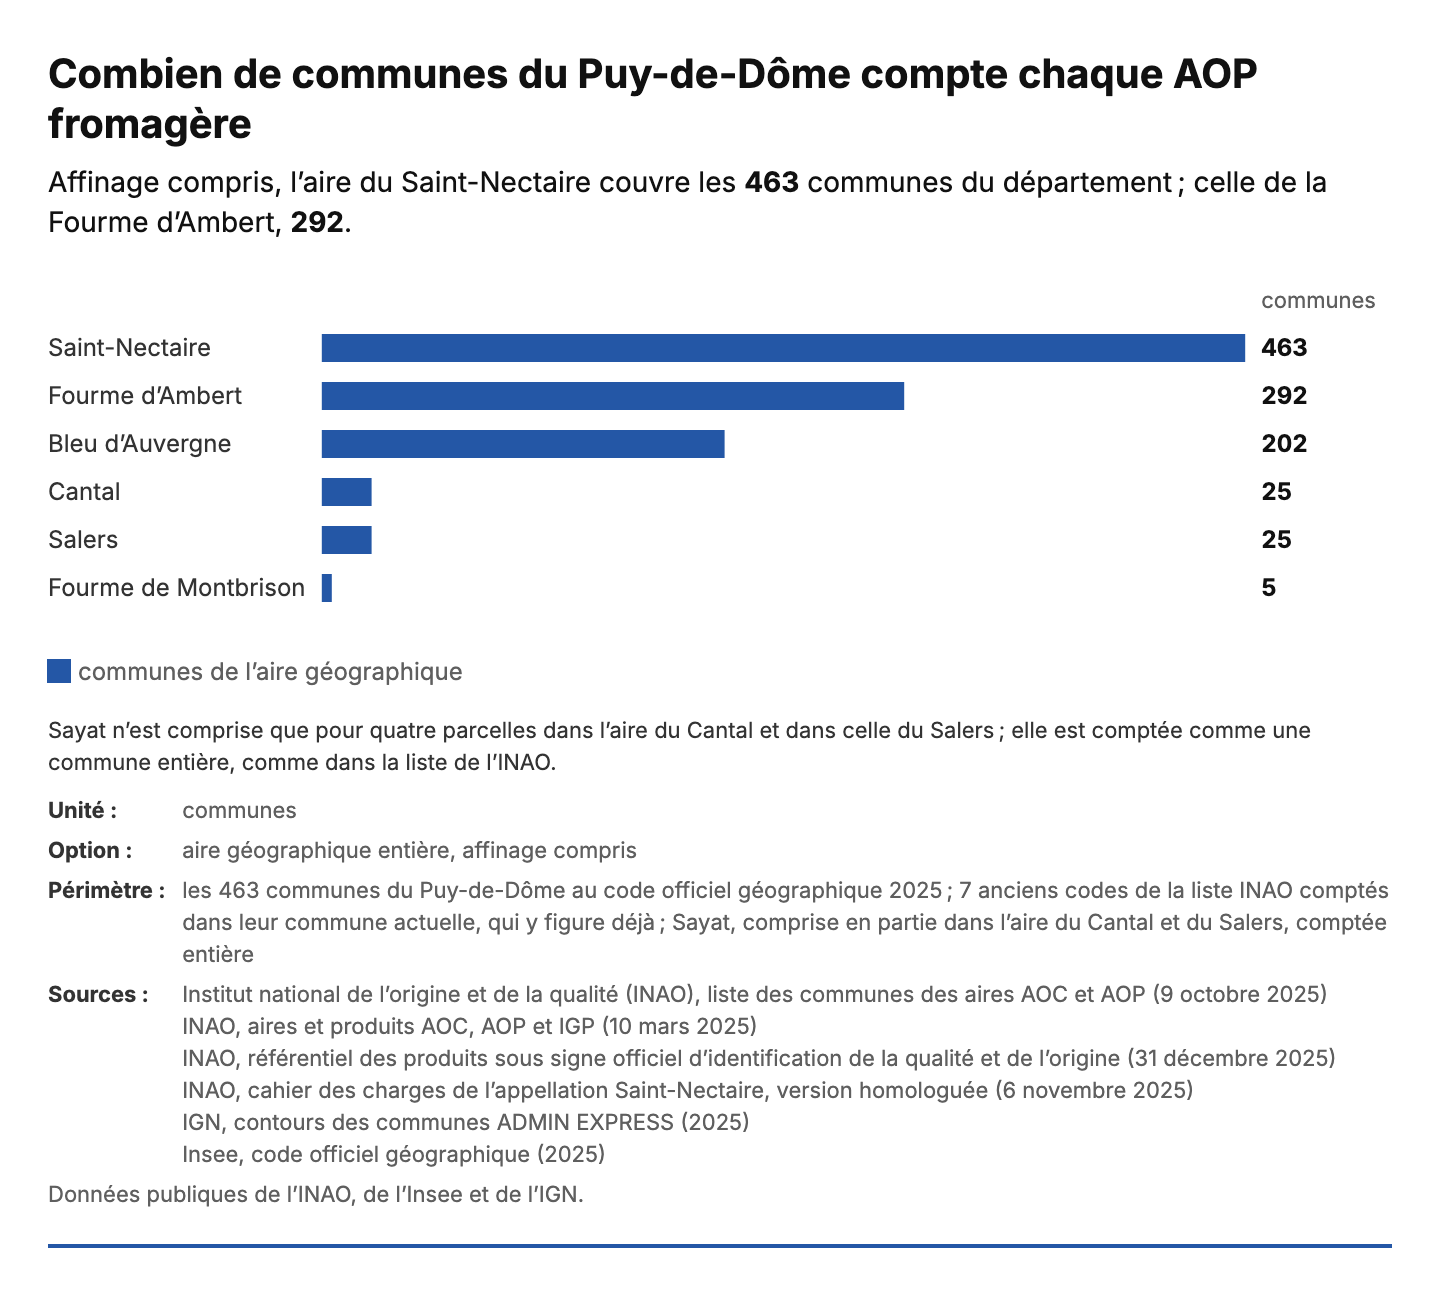 Combien de communes du Puy-de-Dôme compte chaque AOP
fromagère
Affinage compris, l’aire du Saint-Nectaire couvre les 463 communes du département ; celle de la
Fourme d’Ambert, 292.
communes
Saint-Nectaire 463
Fourme d’Ambert 292
Bleu d’Auvergne 202
Cantal 25
Salers 25
Fourme de Montbrison 5
communes de l’aire géographique
Sayat n’est comprise que pour quatre parcelles dans l’aire du Cantal et dans celle du Salers ; elle est comptée comme une
commune entière, comme dans la liste de l’INAO.
Unité : communes
Option : aire géographique entière, affinage compris
Périmètre : les 463 communes du Puy-de-Dôme au code officiel géographique 2025 ; 7 anciens codes de la liste INAO comptés
dans leur commune actuelle, qui y figure déjà ; Sayat, comprise en partie dans l’aire du Cantal et du Salers, comptée
entière
Sources : Institut national de l’origine et de la qualité (INAO), liste des communes des aires AOC et AOP (9 octobre 2025)
INAO, aires et produits AOC, AOP et IGP (10 mars 2025)
INAO, référentiel des produits sous signe officiel d’identification de la qualité et de l’origine (31 décembre 2025)
INAO, cahier des charges de l’appellation Saint-Nectaire, version homologuée (6 novembre 2025)
IGN, contours des communes ADMIN EXPRESS (2025)
Insee, code officiel géographique (2025)
Données publiques de l’INAO, de l’Insee et de l’IGN.